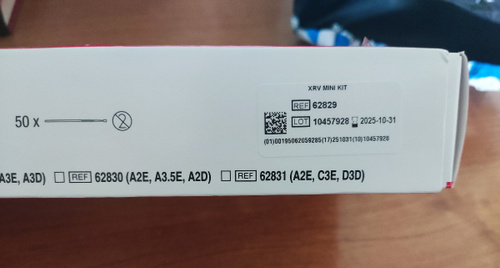 XRV MINI KIT
REF 62829
LOT 10457928 2025-10-31
(01)00195062059285(17)251031(10)10457928
50 x
A3E, A3D) REF 62830 (A2E, A3.5E, A2D) REF 62831 (A2E, C3E, D3D)